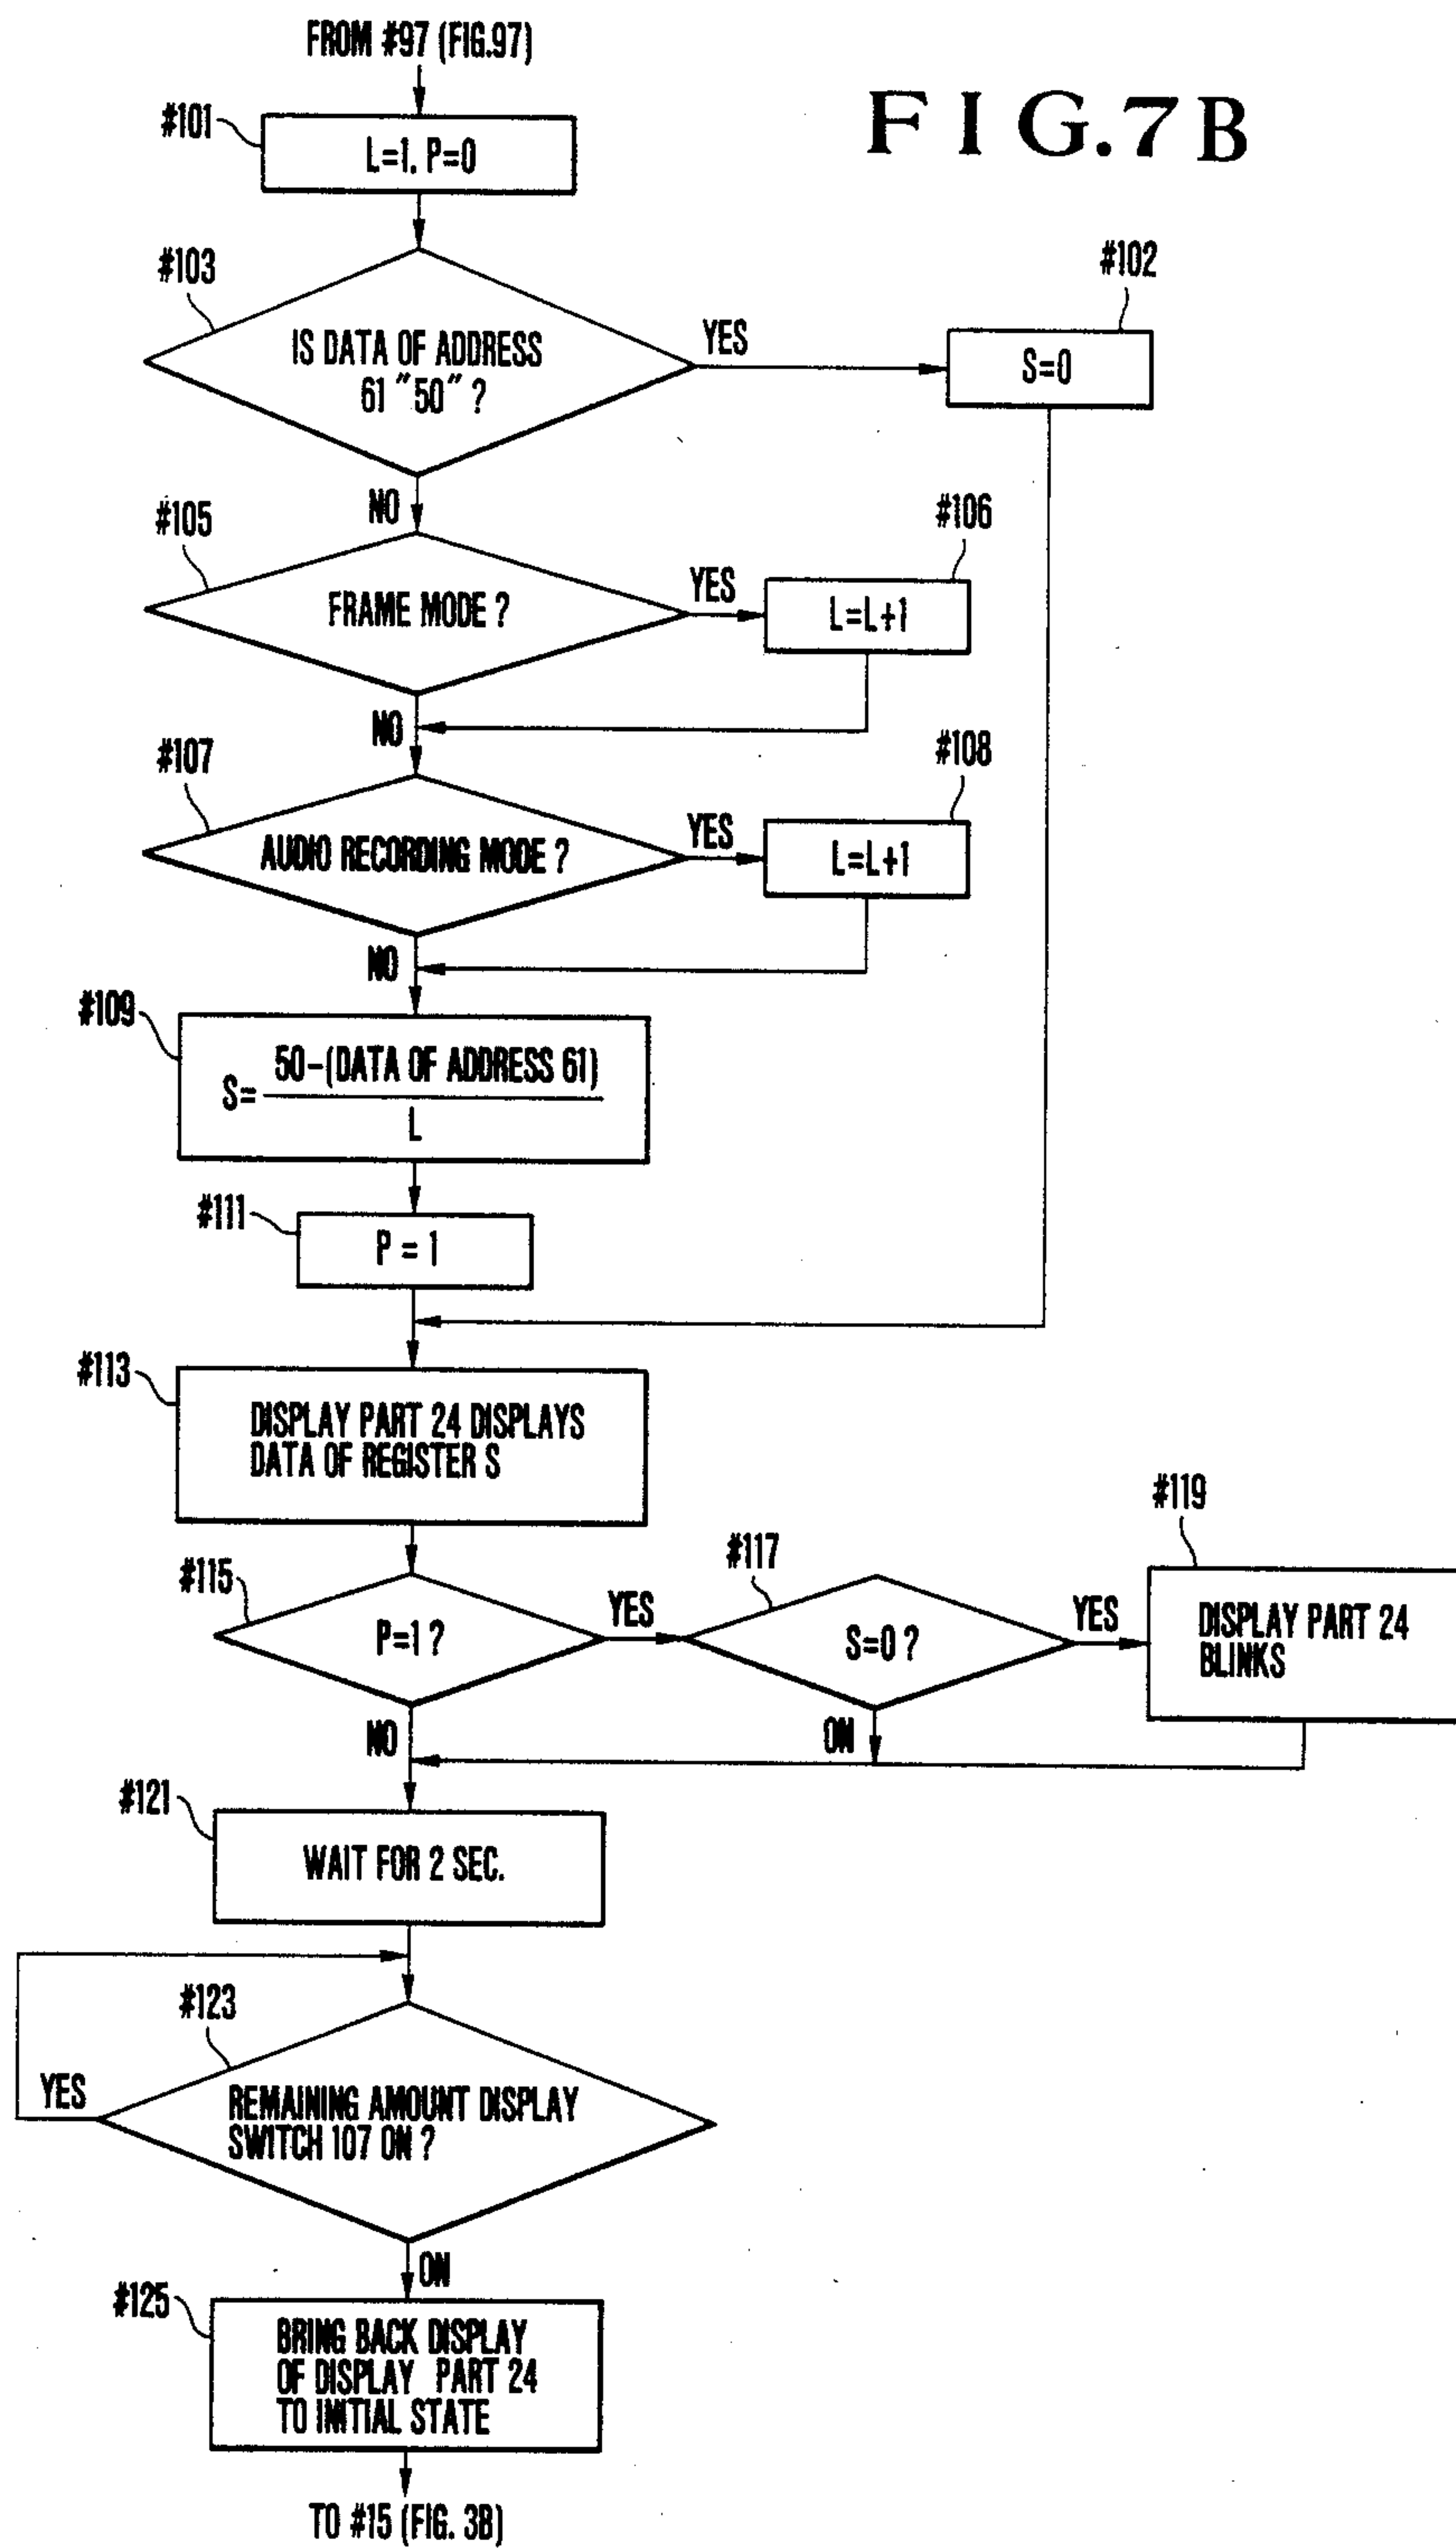 FROM #97 (FIG.97)
FIG.7B
#101
L=1. P=0
#103
IS DATA OF ADDRESS
61 "50" ?
YES
#102
S=0
NO
#105
FRAME MODE ?
YES
#106
L=L+1
NO
#107
AUDIO RECORDING MODE ?
YES
#108
L=L+1
NO
#109
50-(DATA OF ADDRESS 61)
S=
L
#111
P = 1
#113
DISPLAY PART 24 DISPLAYS
DATA OF REGISTER S
#115
P=1 ?
YES
#117
S=0 ?
YES
#119
DISPLAY PART 24
BLINKS
NO
ON
#121
WAIT FOR 2 SEC.
#123
YES
REMAINING AMOUNT DISPLAY
SWITCH 107 ON ?
ON
#125
BRING BACK DISPLAY
OF DISPLAY PART 24
TO INITIAL STATE
TO #15 (FIG. 3B)